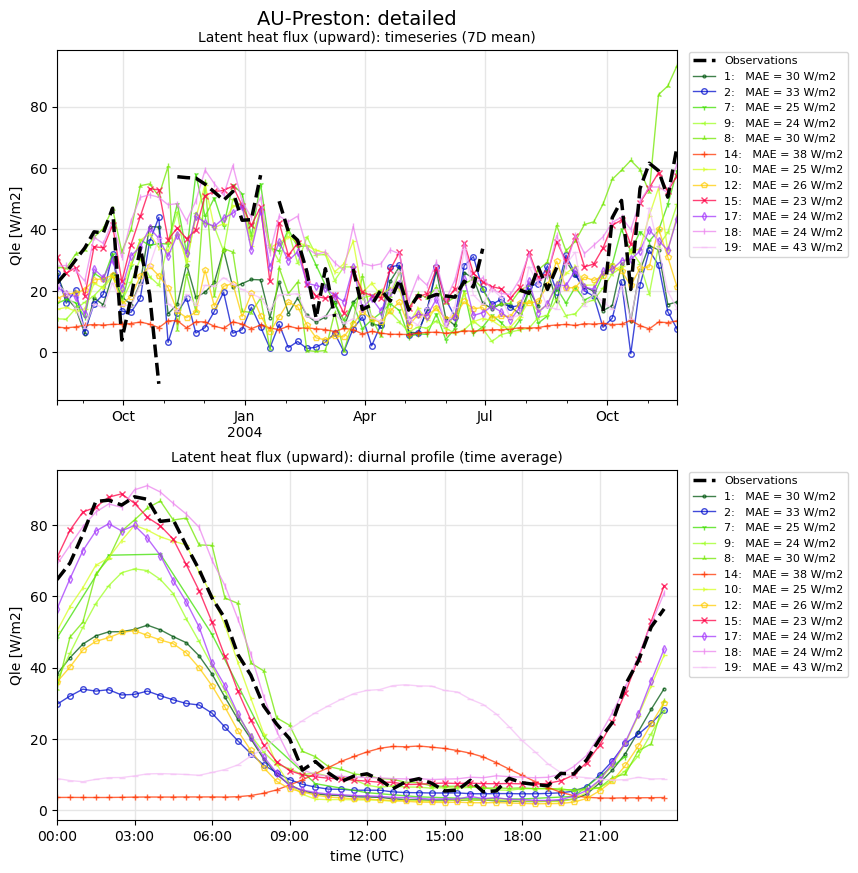 AU-Preston: detailed
Latent heat flux (upward): timeseries (7D mean)
Qle [W/m2]
80
60
40
20
0
Oct
Jan
2004
Apr
Jul
Oct
Observations
1:   MAE = 30 W/m2
2:   MAE = 33 W/m2
7:   MAE = 25 W/m2
9:   MAE = 24 W/m2
8:   MAE = 30 W/m2
14:   MAE = 38 W/m2
10:   MAE = 25 W/m2
12:   MAE = 26 W/m2
15:   MAE = 23 W/m2
17:   MAE = 24 W/m2
18:   MAE = 24 W/m2
19:   MAE = 43 W/m2
Latent heat flux (upward): diurnal profile (time average)
Qle [W/m2]
80
60
40
20
0
00:00
03:00
06:00
09:00
12:00
15:00
18:00
21:00
time (UTC)
Observations
1:   MAE = 30 W/m2
2:   MAE = 33 W/m2
7:   MAE = 25 W/m2
9:   MAE = 24 W/m2
8:   MAE = 30 W/m2
14:   MAE = 38 W/m2
10:   MAE = 25 W/m2
12:   MAE = 26 W/m2
15:   MAE = 23 W/m2
17:   MAE = 24 W/m2
18:   MAE = 24 W/m2
19:   MAE = 43 W/m2